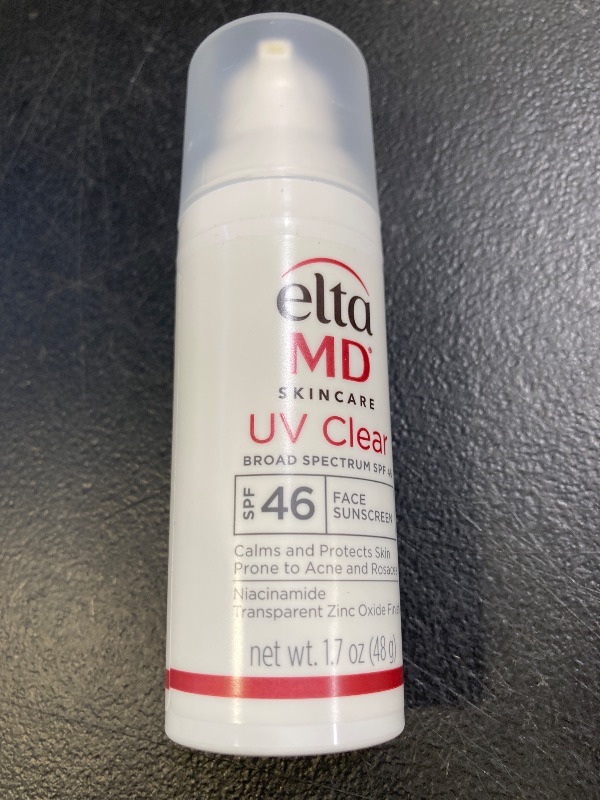 elta
MD®
SKINCARE
UV Clear
BROAD SPECTRUM SPF
SPF 46 FACE
SUNSCREEN
Calms and Protects Skin
Prone to Acne and
Niacinamide
Transparent Zinc Oxide
net wt. 1.7 oz (48 g)